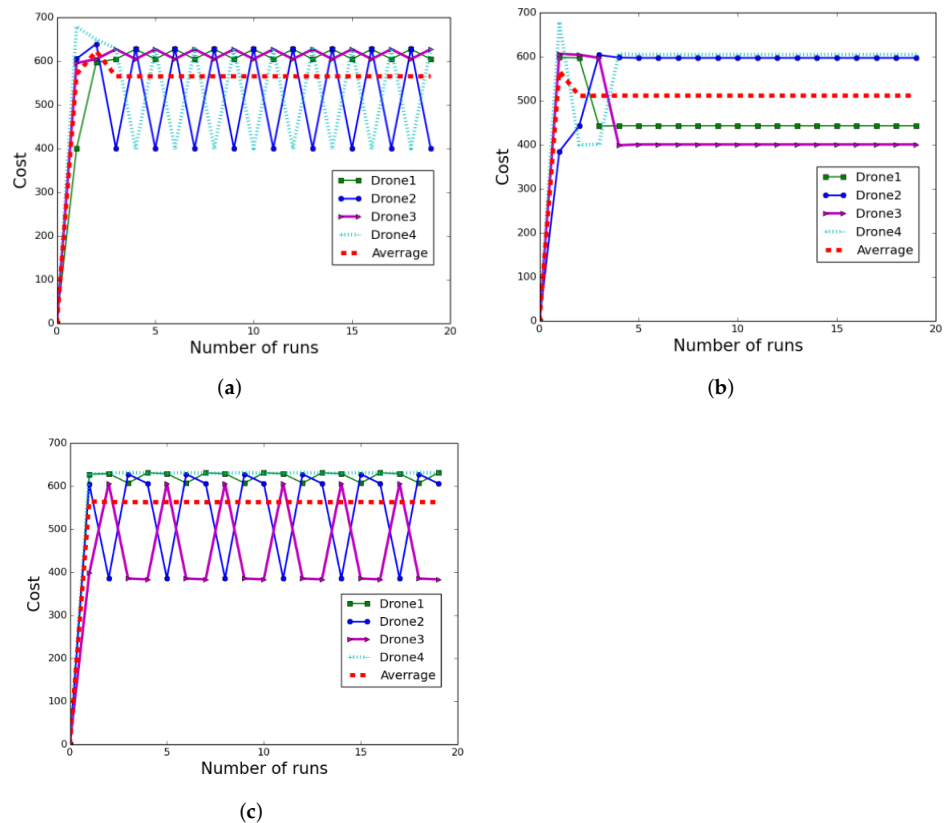 700
600
500
400
300
200
100
0
Cost
0 5 10 15 20
Number of runs
Drone1
Drone2
Drone3
Drone4
Averrage
(a)
700
600
500
400
300
200
100
0
Cost
0 5 10 15 20
Number of runs
Drone1
Drone2
Drone3
Drone4
Averrage
(b)
700
600
500
400
300
200
100
0
Cost
0 5 10 15 20
Number of runs
Drone1
Drone2
Drone3
Drone4
Averrage
(c)